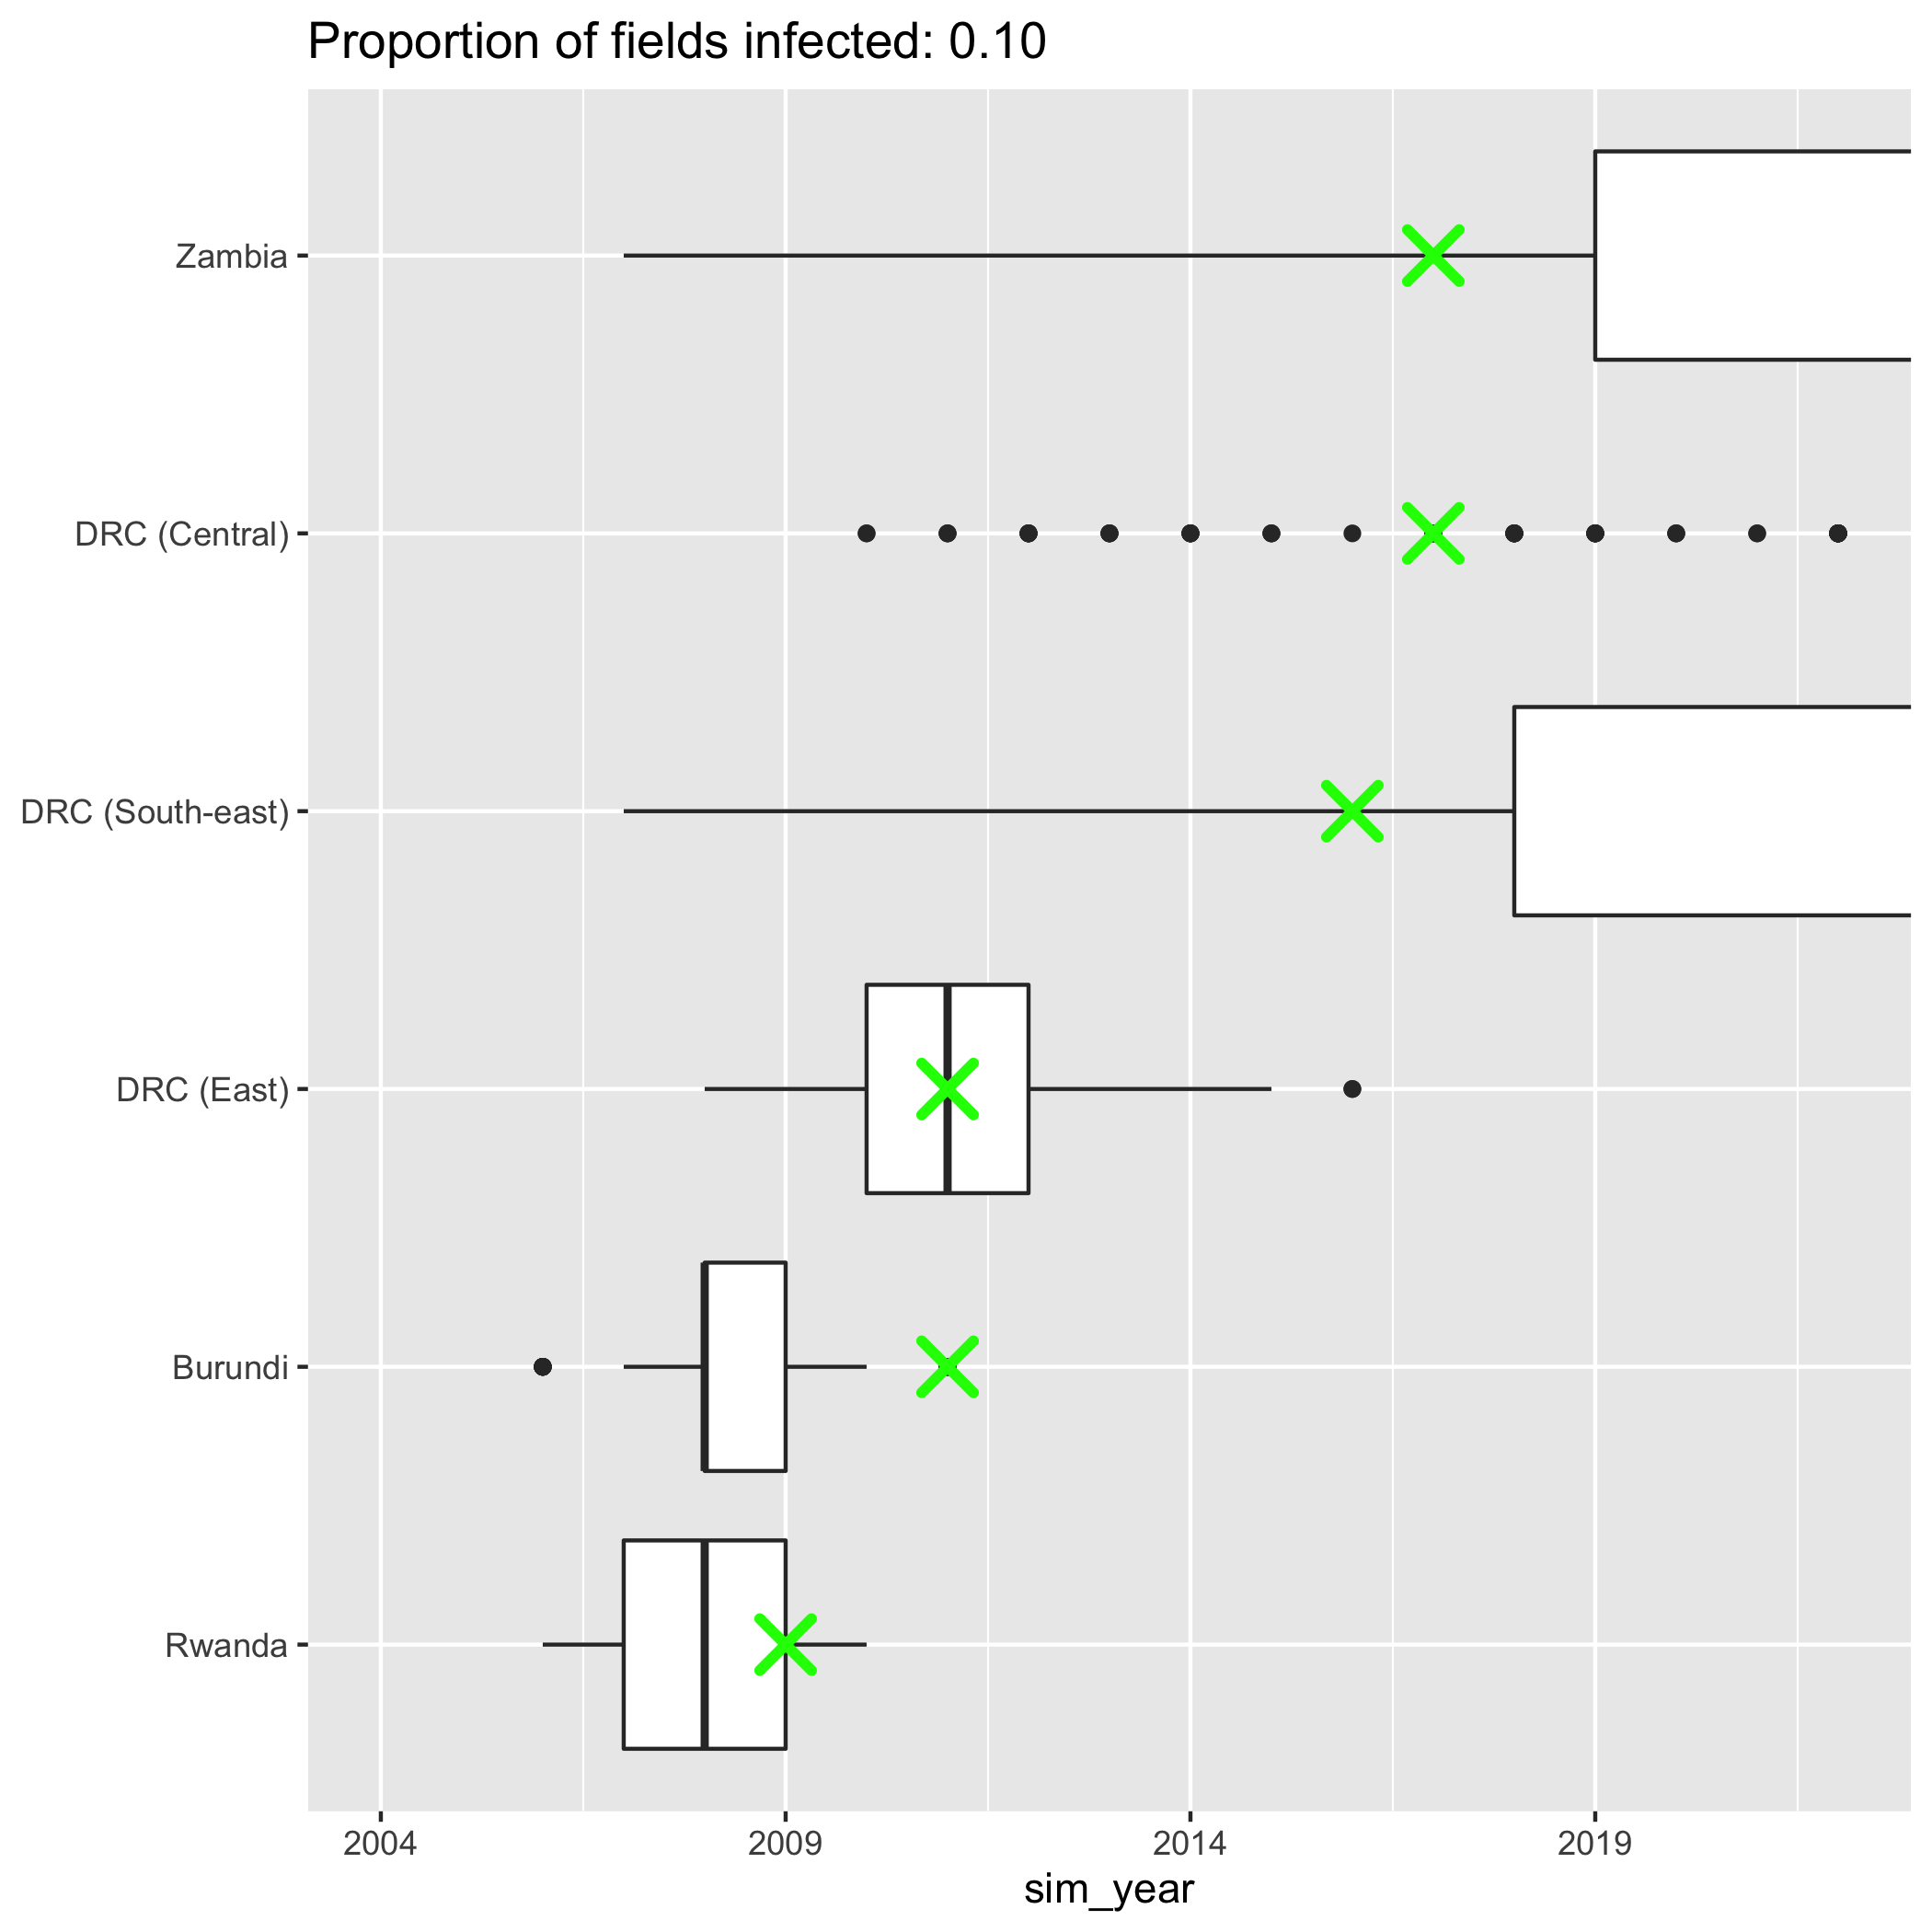 Proportion of fields infected: 0.10
Zambia
DRC (Central)
DRC (South-east)
DRC (East)
Burundi
Rwanda
2004 2009 2014 2019
sim_year